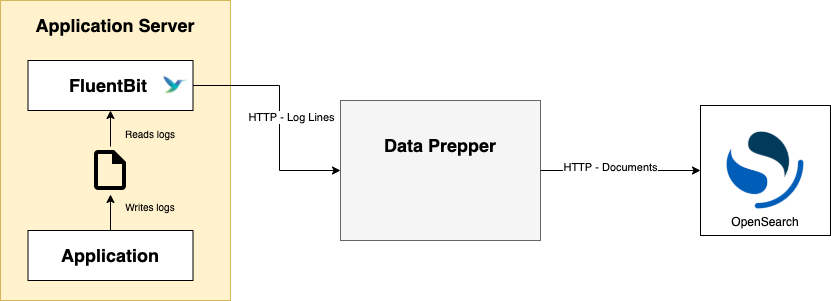 Application Server
FluentBit
HTTP - Log Lines
Reads logs
Data Prepper
HTTP - Documents
Writes logs
OpenSearch
Application